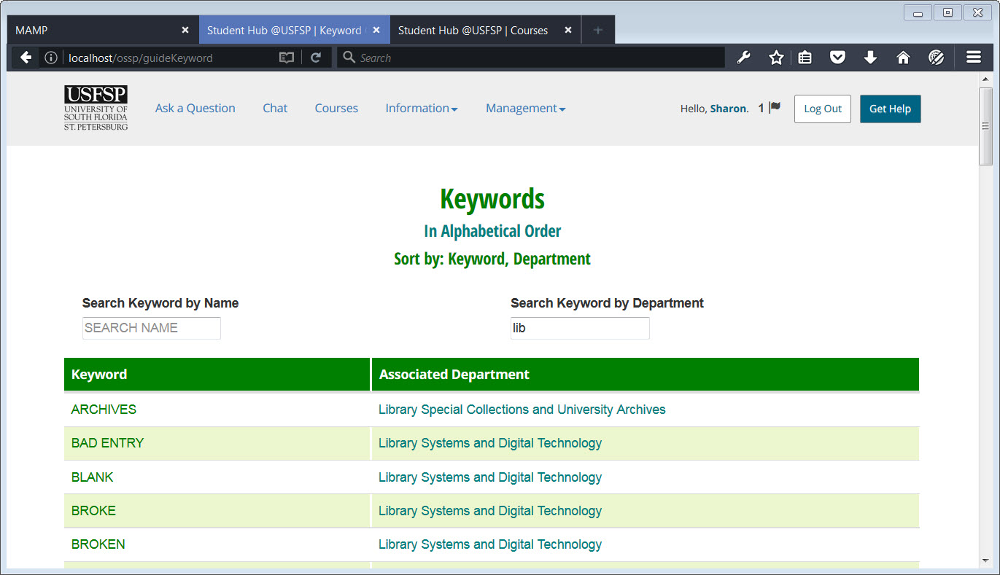 MAMP
Student Hub @USFSP | Keyword
Student Hub @USFSP | Courses
localhost/ossp/guideKeyword
Search
USFSP
UNIVERSITY OF
SOUTH FLORIDA
ST. PETERSBURG
Ask a Question Chat Courses Information Management Hello, Sharon. 1 Log Out Get Help
Keywords
In Alphabetical Order
Sort by: Keyword, Department
Search Keyword by Name
SEARCH NAME
Search Keyword by Department
lib
Keyword Associated Department
ARCHIVES Library Special Collections and University Archives
BAD ENTRY Library Systems and Digital Technology
BLANK Library Systems and Digital Technology
BROKE Library Systems and Digital Technology
BROKEN Library Systems and Digital Technology